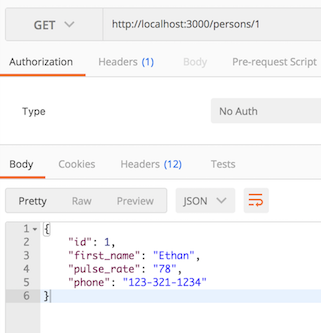 GET http://localhost:3000/persons/1
Authorization Headers (1) Body Pre-request Script
Type No Auth
Body Cookies Headers (12) Tests
Pretty Raw Preview JSON
1 {
2 "id": 1,
3 "first_name": "Ethan",
4 "pulse_rate": "78",
5 "phone": "123-321-1234"
6 }